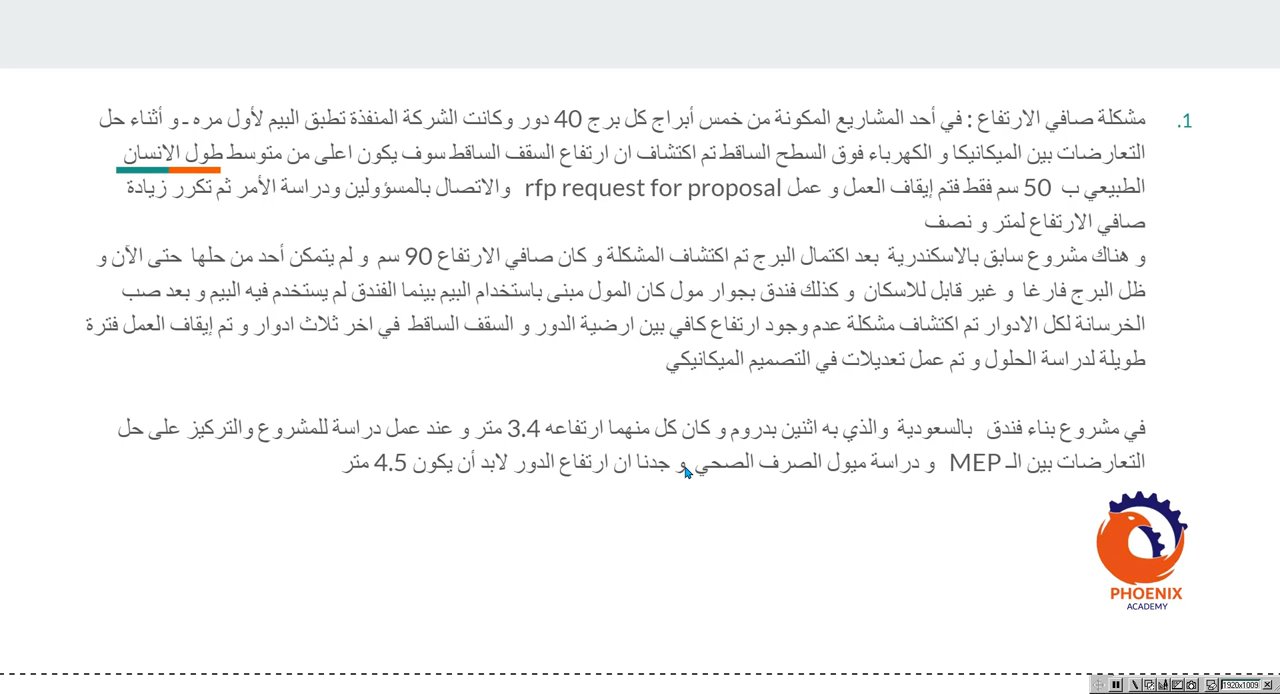 1. مشكلة صافي الارتفاع : في أحد المشاريع المكونة من خمس أبراج كل برج 40 دور وكانت الشركة المنفذة تطبق البيم لأول مره ـ و أثناء حل
التعارضات بين الميكانيكا و الكهرباء فوق السطح الساقط تم اكتشاف ان ارتفاع السقف الساقط سوف يكون اعلى من متوسط طول الانسان
الطبيعي ب 50 سم فقط فتم إيقاف العمل و عمل rfp request for proposal والاتصال بالمسؤولين ودراسة الأمر ثم تكرر زيادة
صافي الارتفاع لمتر و نصف
و هناك مشروع سابق بالاسكندرية بعد اكتمال البرج تم اكتشاف المشكلة و كان صافي الارتفاع 90 سم و لم يتمكن أحد من حلها حتى الآن و
ظل البرج فارغا و غير قابل للاسكان و كذلك فندق بجوار مول كان المول مبنى باستخدام البيم بينما الفندق لم يستخدم فيه البيم و بعد صب
الخرسانة لكل الادوار تم اكتشاف مشكلة عدم وجود ارتفاع كافي بين ارضية الدور و السقف الساقط في اخر ثلاث ادوار و تم إيقاف العمل فترة
طويلة لدراسة الحلول و تم عمل تعديلات في التصميم الميكانيكي
في مشروع بناء فندق بالسعودية والذي به اثنين بدروم و كان كل منهما ارتفاعه 3.4 متر و عند عمل دراسة للمشروع والتركيز على حل
التعارضات بين الـ MEP و دراسة ميول الصرف الصحي و جدنا ان ارتفاع الدور لابد أن يكون 4.5 متر
PHOENIX
ACADEMY
1920x1009